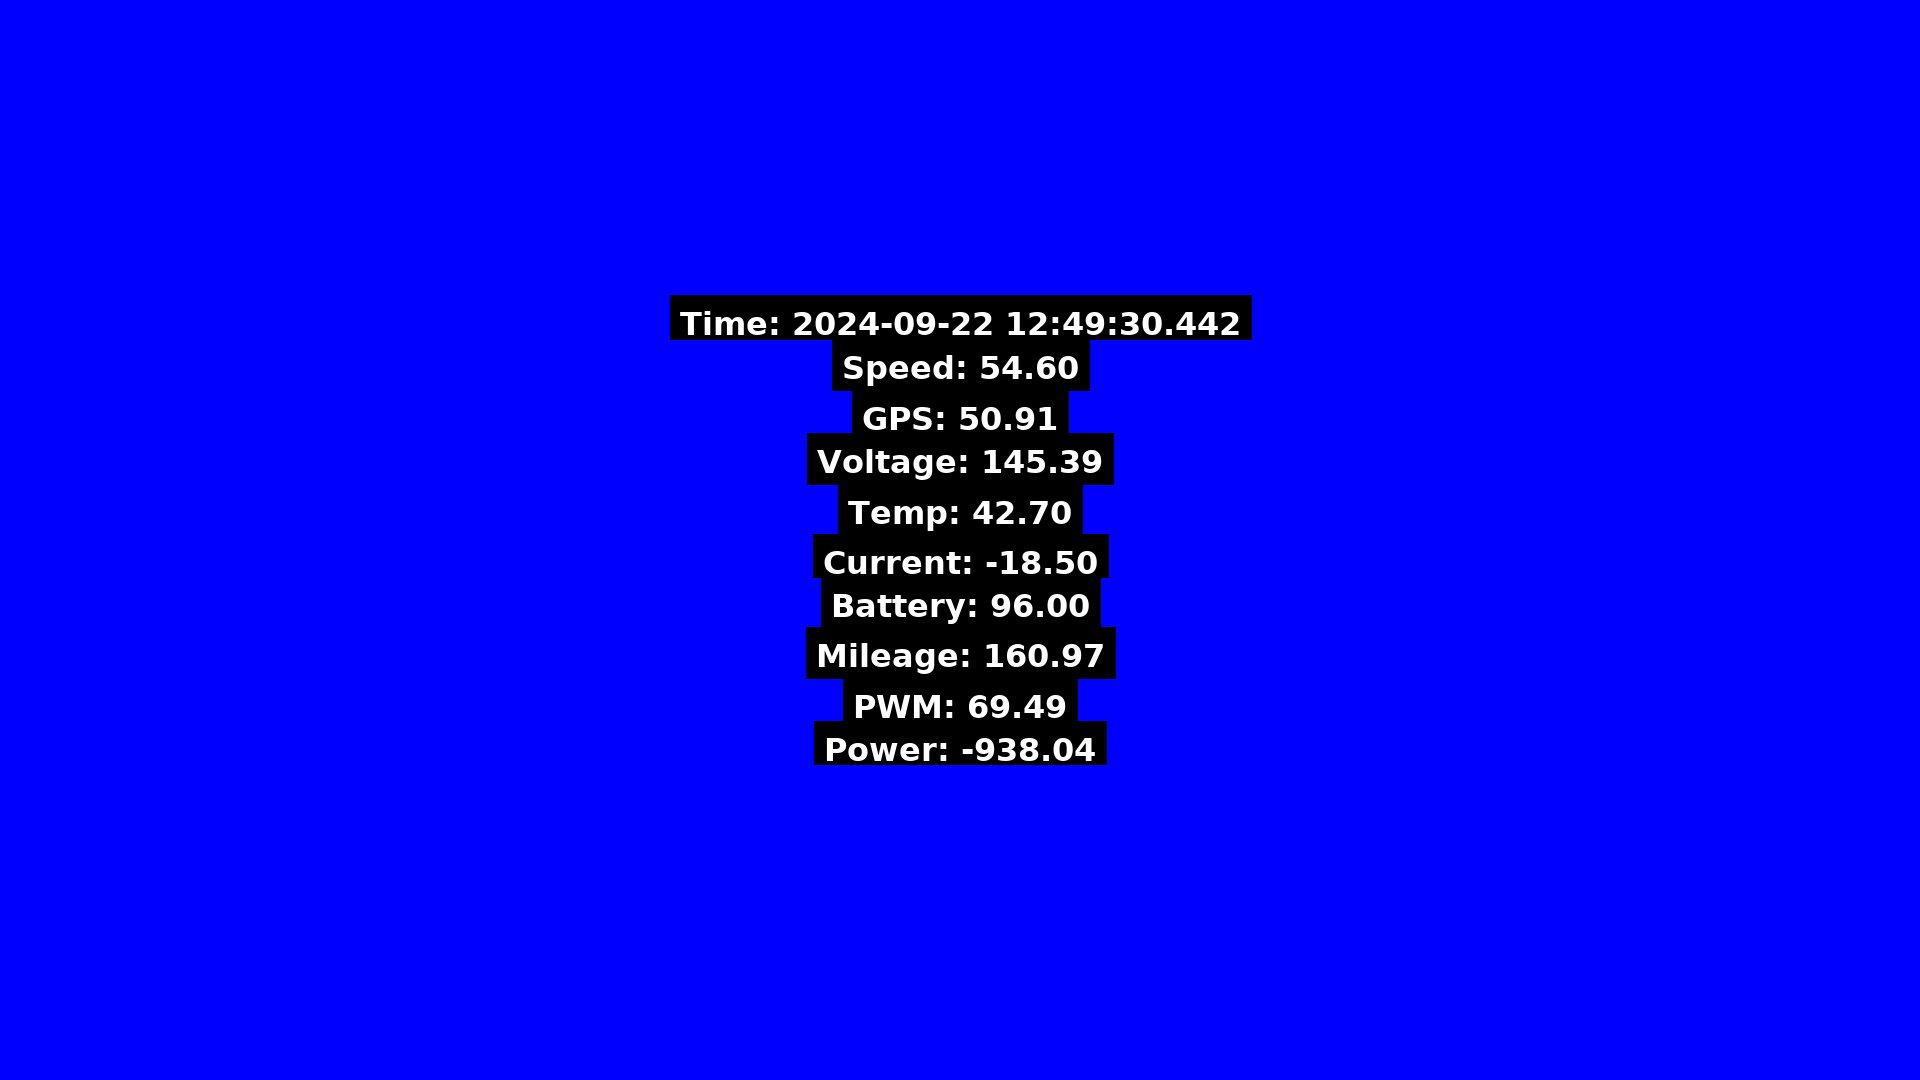 Time: 2024-09-22 12:49:30.442
Speed: 54.60
GPS: 50.91
Voltage: 145.39
Temp: 42.70
Current: -18.50
Battery: 96.00
Mileage: 160.97
PWM: 69.49
Power: -938.04